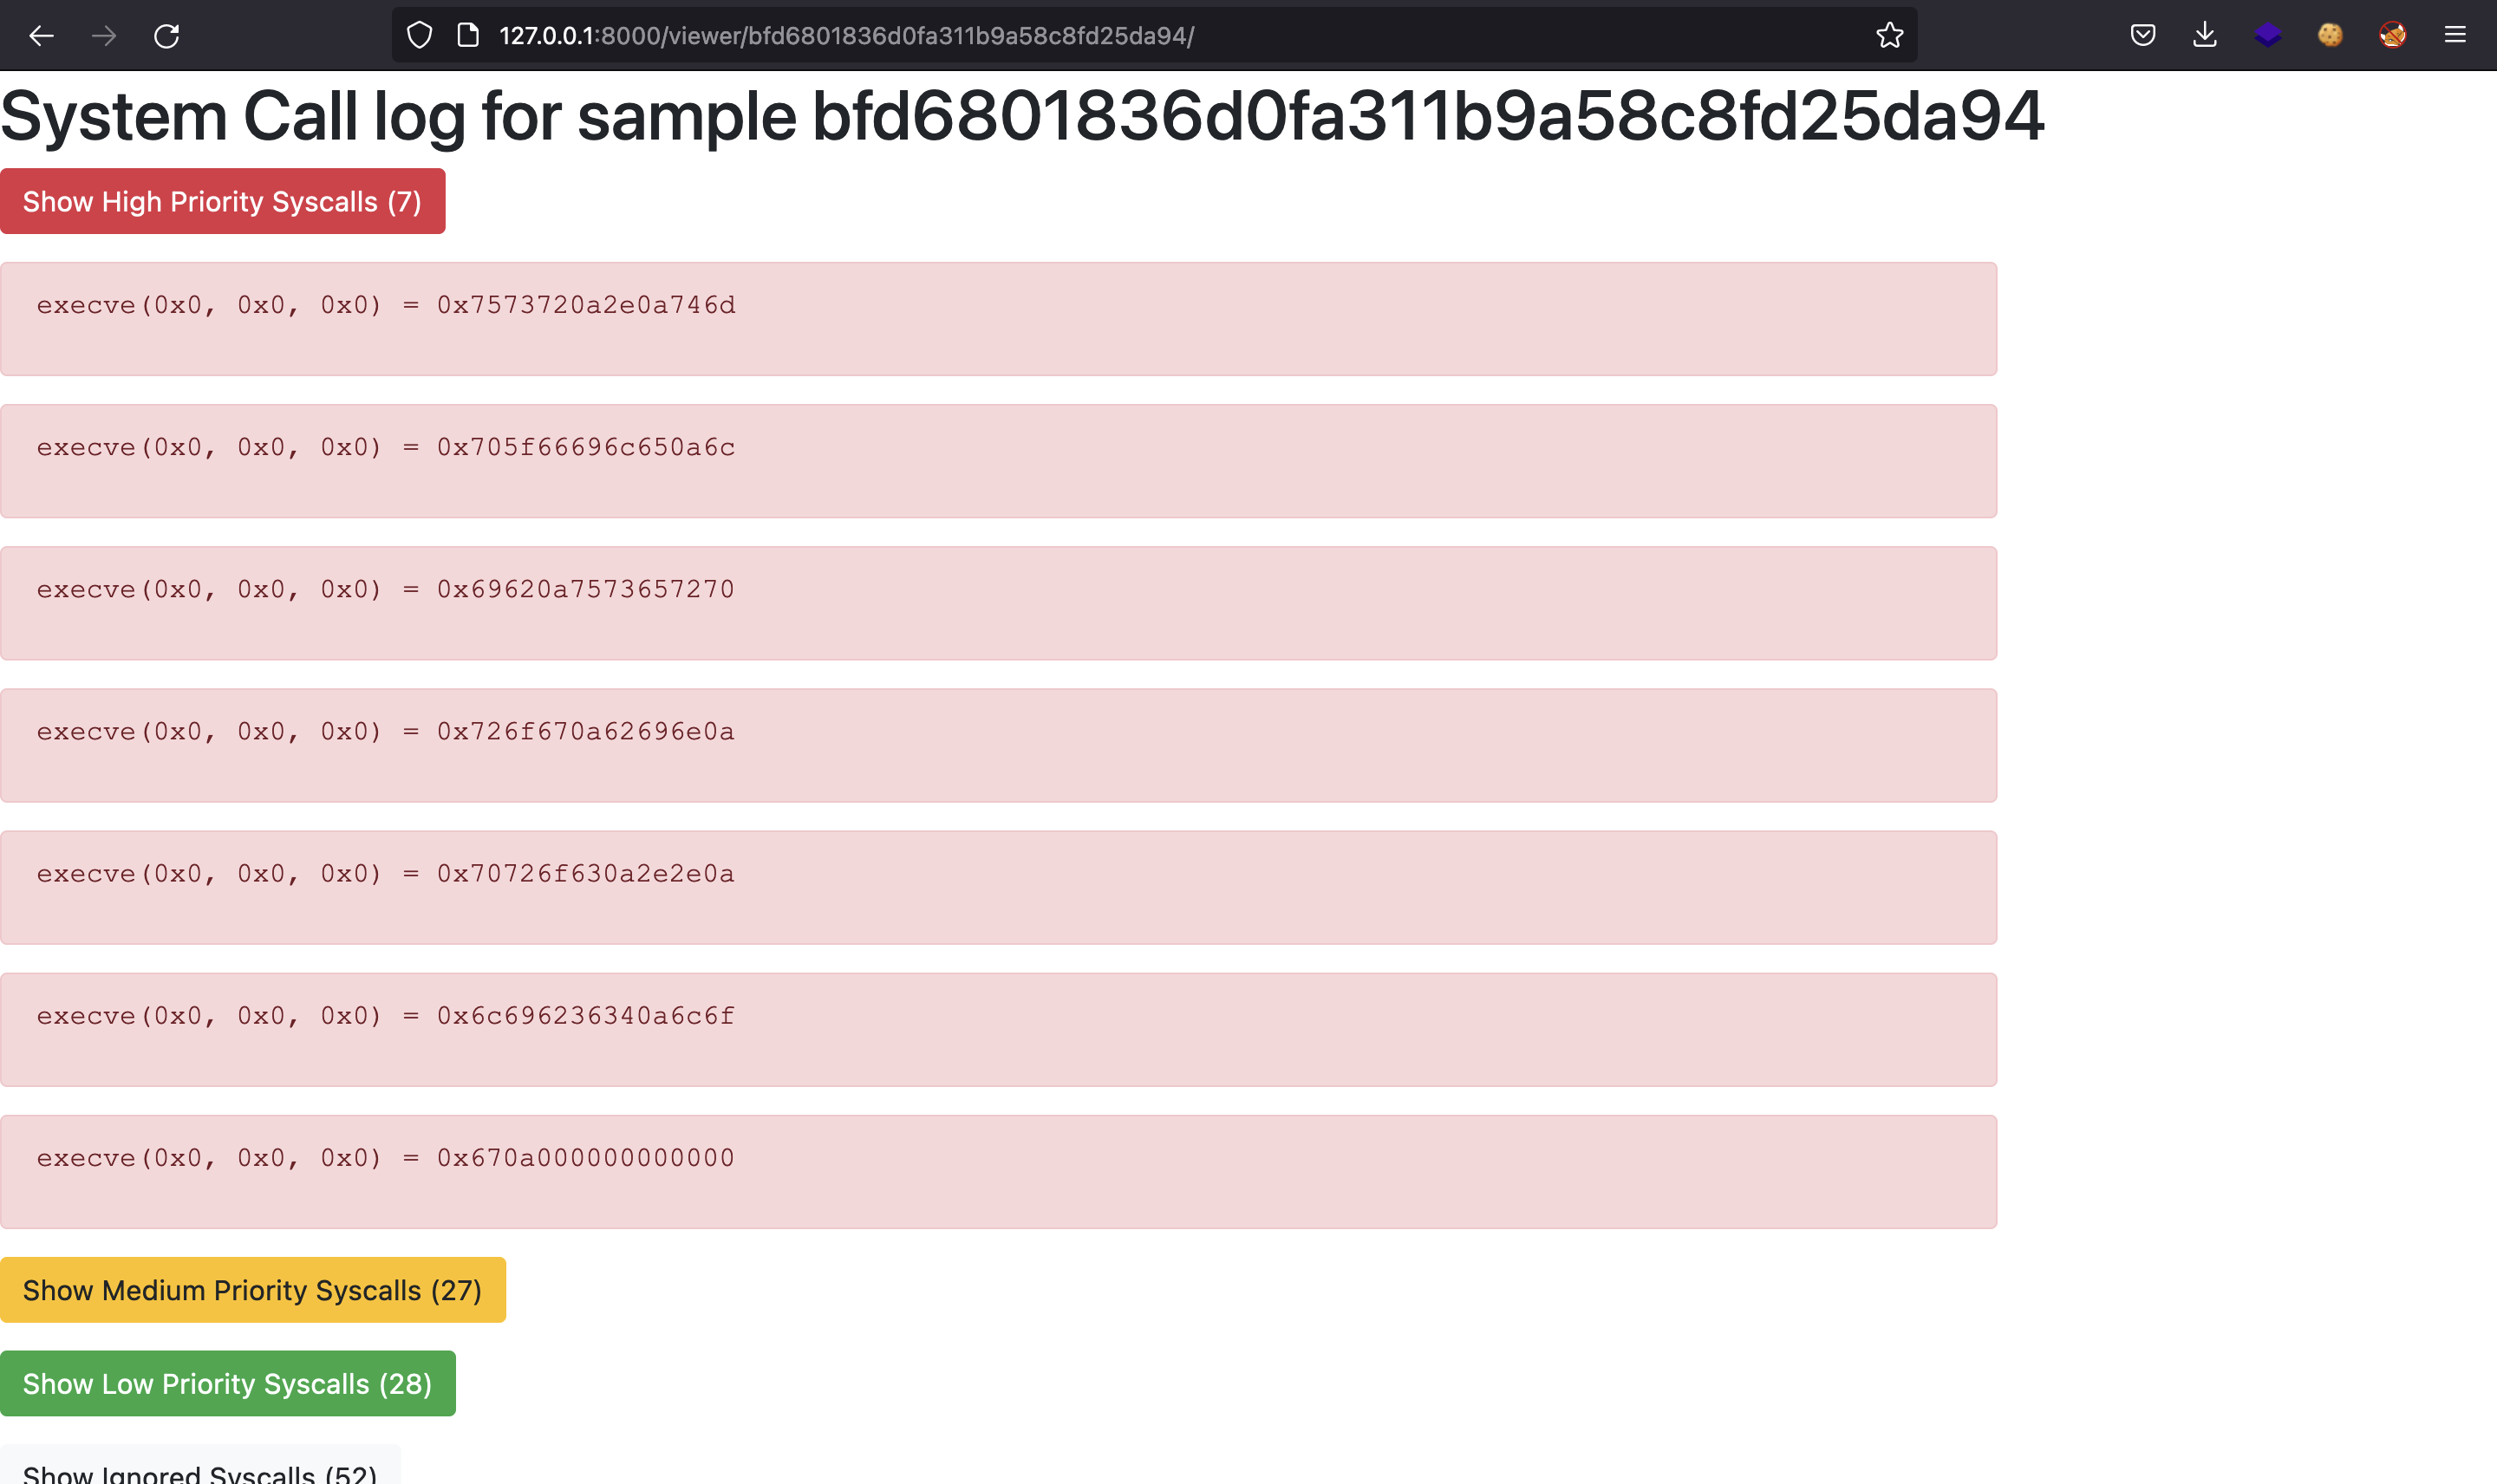 127.0.0.1:8000/viewer/bfd6801836d0fa311b9a58c8fd25da94/
System Call log for sample bfd6801836d0fa311b9a58c8fd25da94
Show High Priority Syscalls (7)
execve(0x0, 0x0, 0x0) = 0x7573720a2e0a746d
execve(0x0, 0x0, 0x0) = 0x705f66696c650a6c
execve(0x0, 0x0, 0x0) = 0x69620a7573657270
execve(0x0, 0x0, 0x0) = 0x726f670a62696e0a
execve(0x0, 0x0, 0x0) = 0x70726f630a2e2e0a
execve(0x0, 0x0, 0x0) = 0x6c696236340a6c6f
execve(0x0, 0x0, 0x0) = 0x670a000000000000
Show Medium Priority Syscalls (27)
Show Low Priority Syscalls (28)
Show Ignored Syscalls (52)